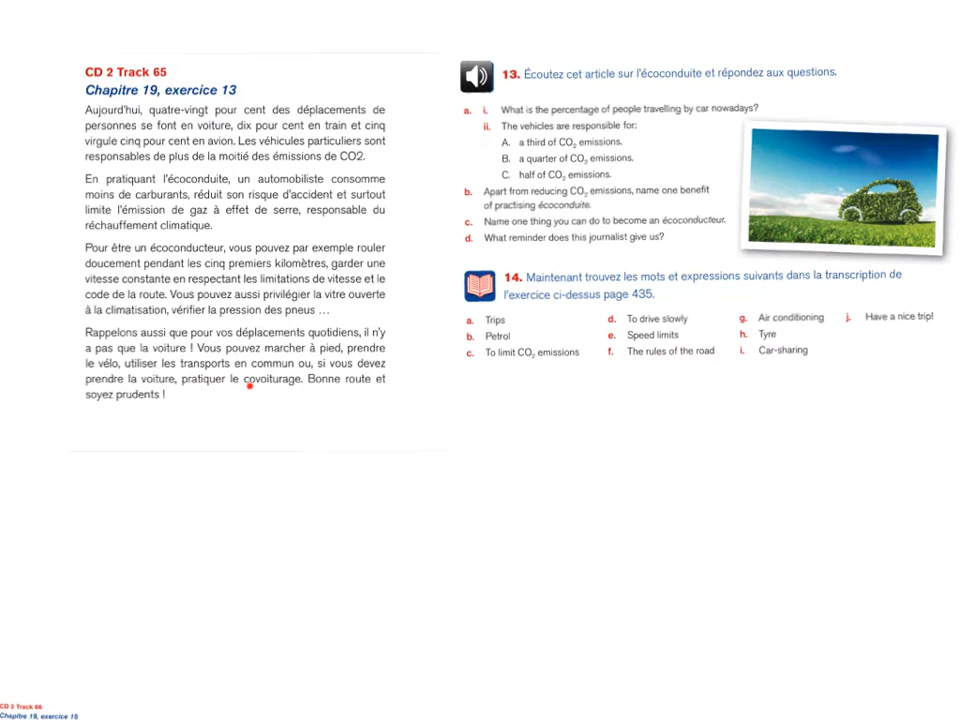 CD 2 Track 65
Chapitre 19, exercice 13
Aujourd'hui, quatre-vingt pour cent des déplacements de
personnes se font en voiture, dix pour cent en train et cinq
virgule cinq pour cent en avion. Les véhicules particuliers sont
responsables de plus de la moitié des émissions de CO2.
En pratiquant l'écoconduite, un automobiliste consomme
moins de carburants, réduit son risque d'accident et surtout
limite l'émission de gaz à effet de serre, responsable du
réchauffement climatique.
Pour être un écoconducteur, vous pouvez par exemple rouler
doucement pendant les cinq premiers kilomètres, garder une
vitesse constante en respectant les limitations de vitesse et le
code de la route. Vous pouvez aussi privilégier la vitre ouverte
à la climatisation, vérifier la pression des pneus ...
Rappelons aussi que pour vos déplacements quotidiens, il n'y
a pas que la voiture ! Vous pouvez marcher à pied, prendre
le vélo, utiliser les transports en commun ou, si vous devez
prendre la voiture, pratiquer le covoiturage. Bonne route et
soyez prudents !
13. Écoutez cet article sur l'écoconduite et répondez aux questions.
a. i. What is the percentage of people travelling by car nowadays?
ii. The vehicles are responsible for:
A. a third of CO₂ emissions.
B. a quarter of CO₂ emissions.
C. half of CO₂ emissions.
b. Apart from reducing CO₂ emissions, name one benefit
of practising écoconduite.
c. Name one thing you can do to become an écoconducteur.
d. What reminder does this journalist give us?
14. Maintenant trouvez les mots et expressions suivants dans la transcription de
l'exercice ci-dessus page 435.
a. Trips
b. Petrol
c. To limit CO₂ emissions
d. To drive slowly
e. Speed limits
f. The rules of the road
g. Air conditioning
h. Tyre
i. Car-sharing
j. Have a nice trip!
CD 2 Track 66
Chapitre 19, exercice 15